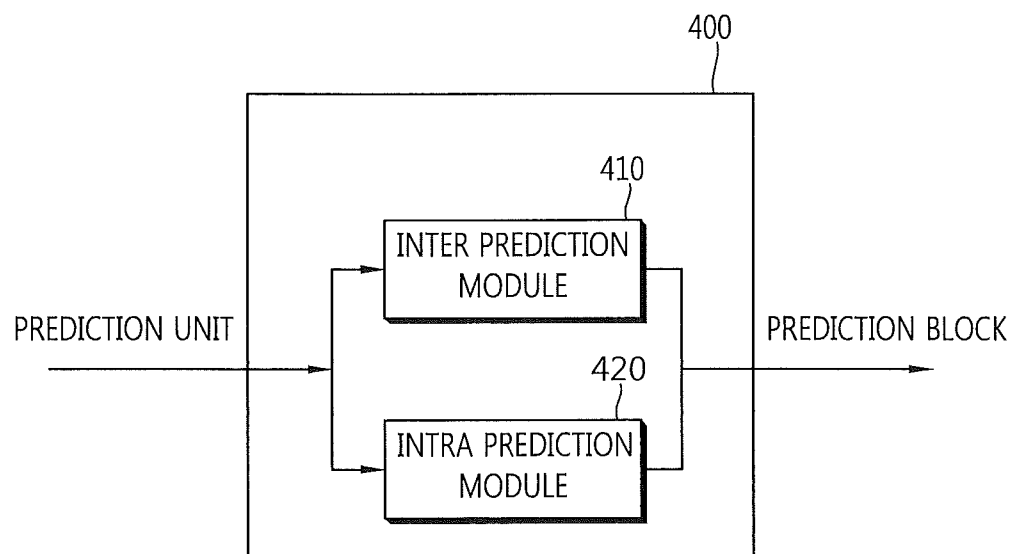 400
410
INTER PREDICTION
MODULE
PREDICTION UNIT
PREDICTION BLOCK
420
INTRA PREDICTION
MODULE